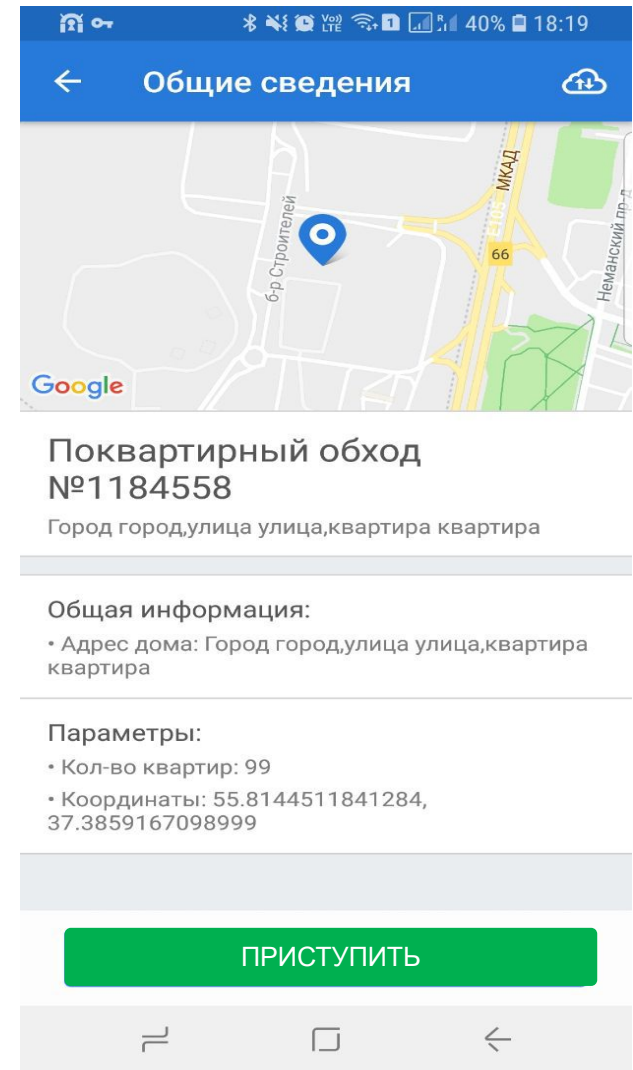 40% 18:19
Общие сведения
МКАД
E105
66
б-р Строителей
Неманский пр-д
Google
Поквартирный обход
№1184558
Город город,улица улица,квартира квартира
Общая информация:
• Адрес дома: Город город,улица улица,квартира
квартира
Параметры:
• Кол-во квартир: 99
• Координаты: 55.8144511841284,
37.3859167098999
ПРИСТУПИТЬ